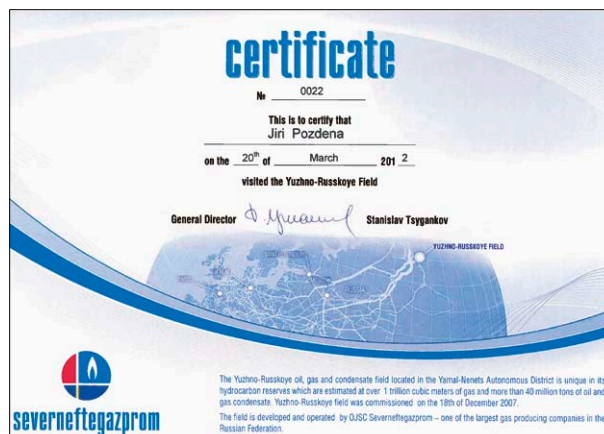 certificate
№ 0022
This is to certify that
Jiri Pozdena
on the 20th of March 2012
visited the Yuzhno-Russkoye Field
General Director Stanislav Tsygankov
YUZHNO-RUSSKOYE FIELD
The Yuzhno-Russkoye oil, gas and condensate field located in the Yamal-Nenets Autonomous District is unique in its
hydrocarbon reserves which are estimated at over 1 trillion cubic meters of gas and more than 40 million tons of oil and
gas condensate. Yuzhno-Russkoye field was commissioned on the 18th of December 2007.
The field is developed and operated by OJSC Severneftegazprom – one of the largest gas producing companies in the
Russian Federation.
severneftegazprom